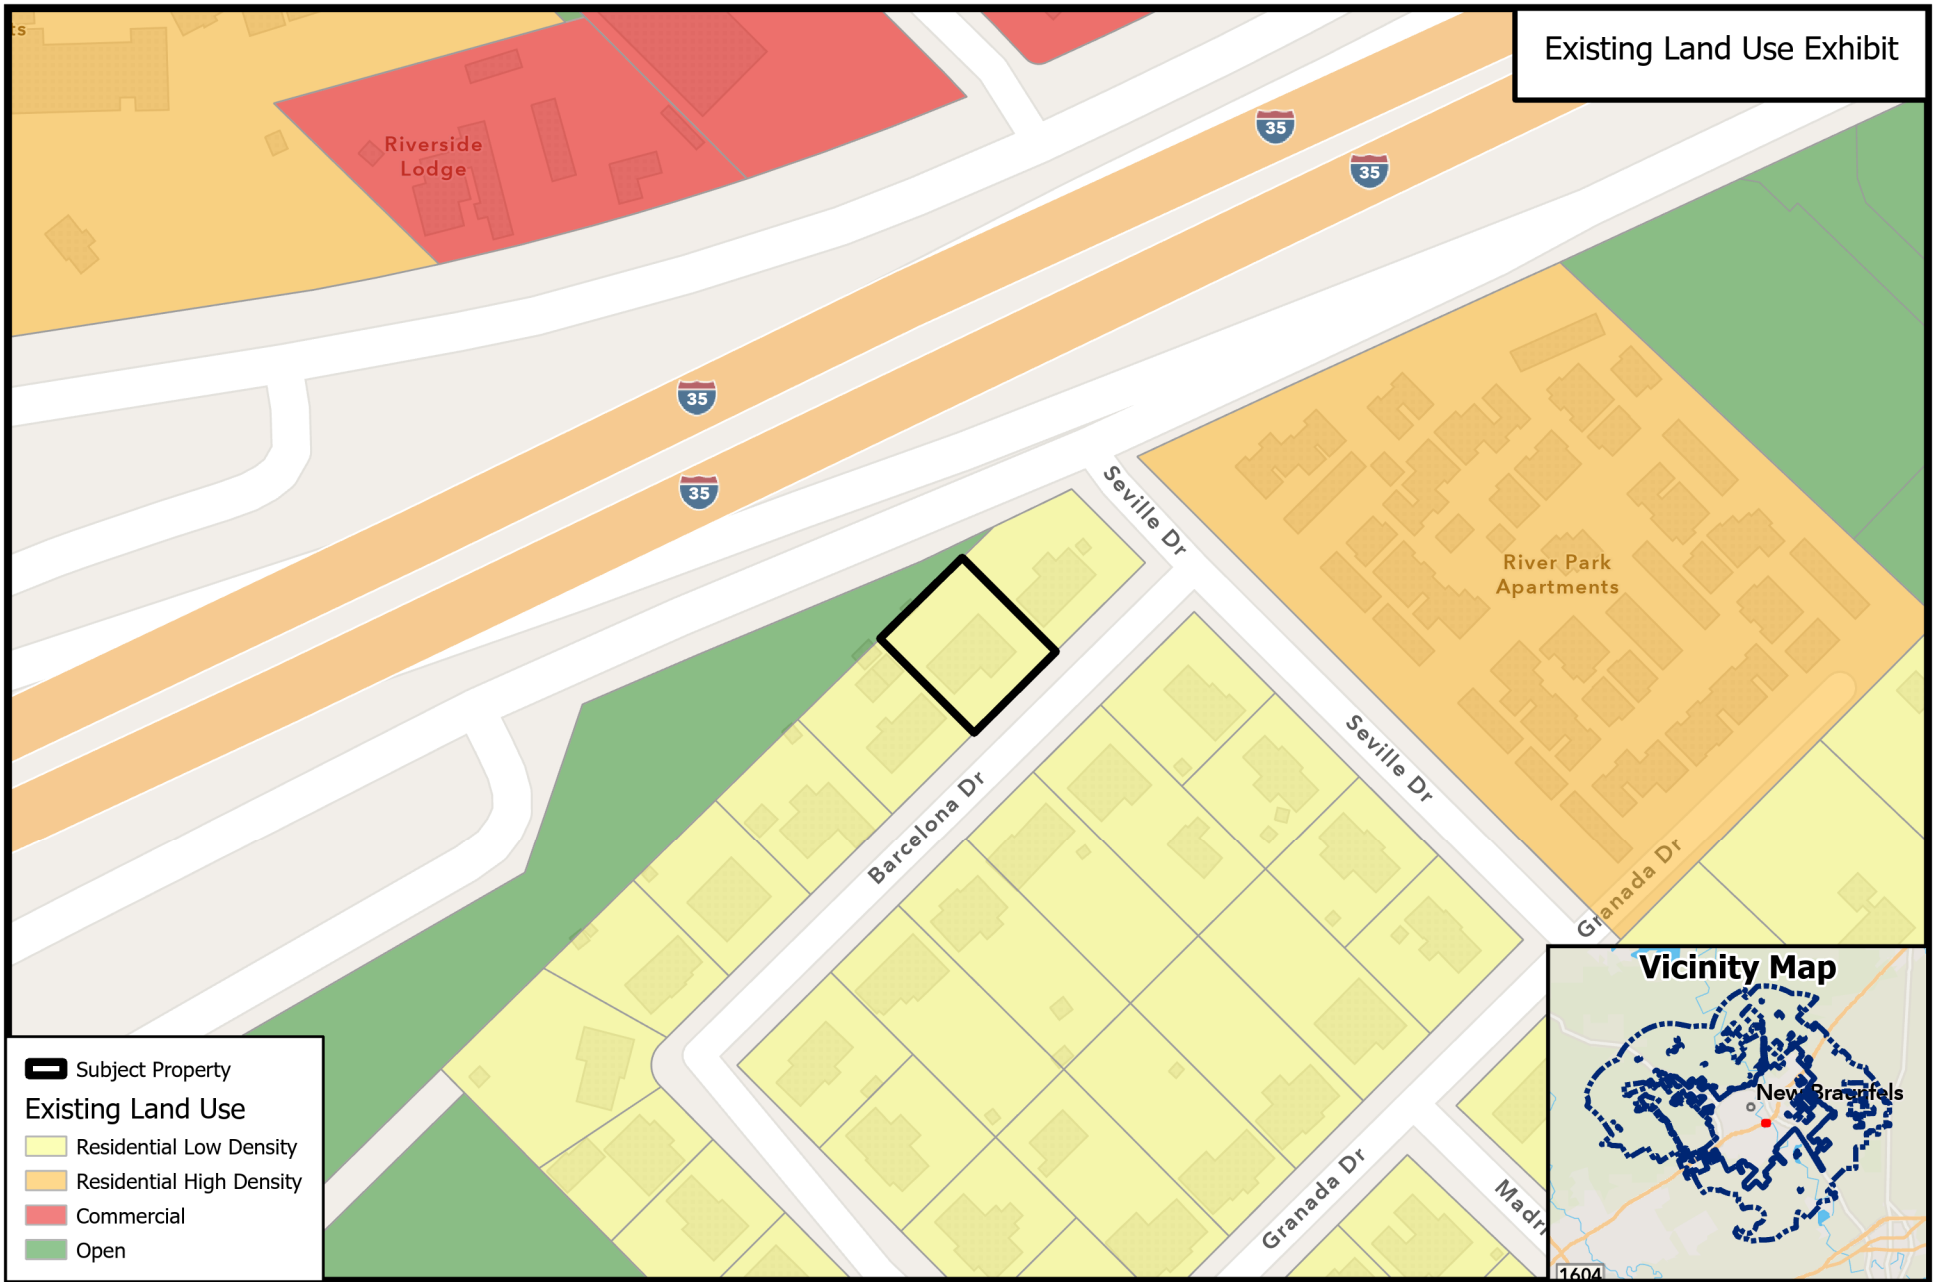 Existing Land Use Exhibit
ts
Riverside
Lodge
35
35
35
35
Seville Dr
River Park
Apartments
Seville Dr
Barcelona Dr
Granada Dr
Granada Dr
Madri
Subject Property
Existing Land Use
Residential Low Density
Residential High Density
Commercial
Open
Vicinity Map
New Braunfels
1604